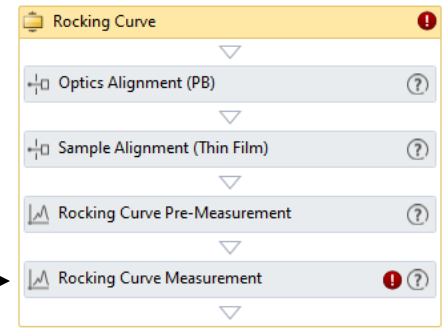 Rocking Curve
Optics Alignment (PB)
Sample Alignment (Thin Film)
Rocking Curve Pre-Measurement
Rocking Curve Measurement